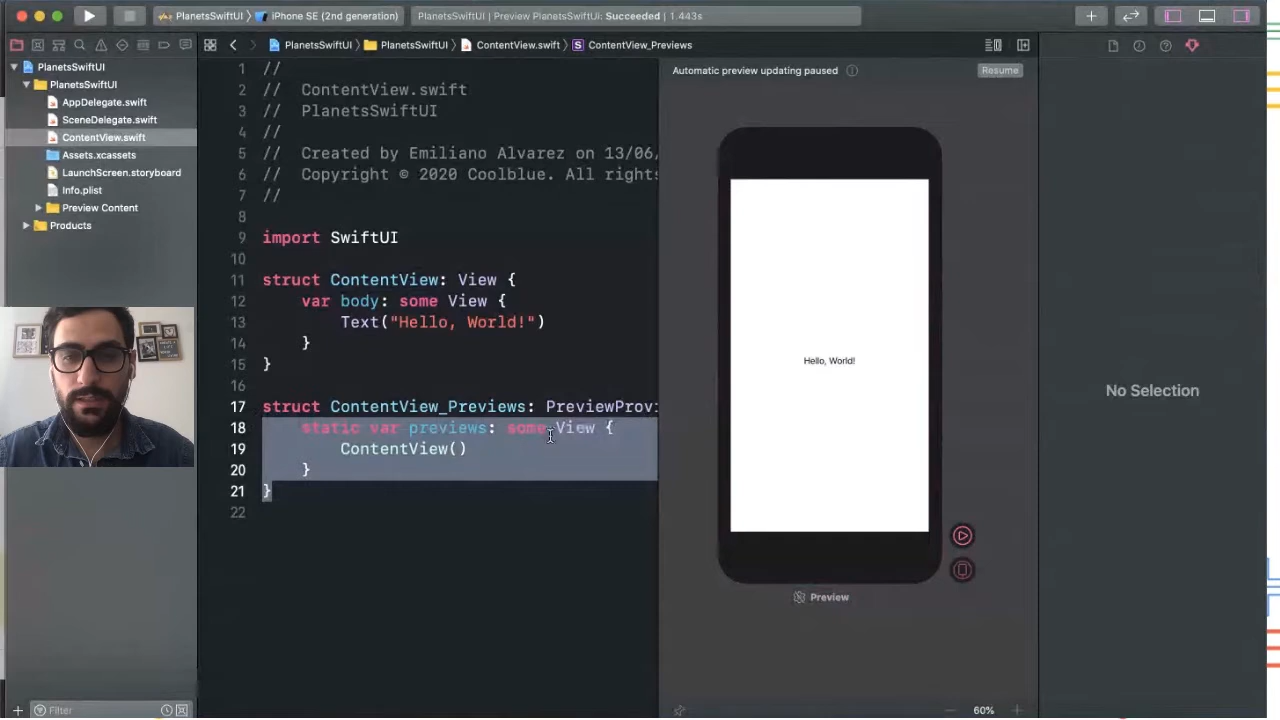 PlanetsSwiftUI
iPhone SE (2nd generation)
PlanetsSwiftUI | Preview PlanetsSwiftUI: Succeeded | 1.443s
PlanetsSwiftUI
PlanetsSwiftUI
ContentView.swift
ContentView_Previews
PlanetsSwiftUI
PlanetsSwiftUI
AppDelegate.swift
SceneDelegate.swift
ContentView.swift
Assets.xcassets
LaunchScreen.storyboard
Info.plist
Preview Content
Products
Filter
1 //
2 // ContentView.swift
3 // PlanetsSwiftUI
4 //
5 // Created by Emiliano Alvarez on 13/06,
6 // Copyright © 2020 Coolblue. All rights
7 //
8
9 import SwiftUI
10
11 struct ContentView: View {
12 var body: some View {
13 Text("Hello, World!")
14 }
15 }
16
17 struct ContentView_Previews: PreviewProvi
18 static var previews: some View {
19 ContentView()
20 }
21 }
22
Automatic preview updating paused
Resume
Hello, World!
Preview
60%
No Selection